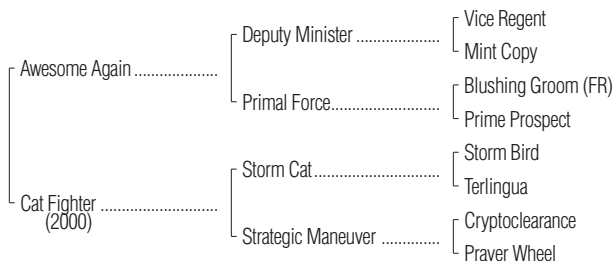 Vice Regent
Deputy Minister ....................
Mint Copy
Awesome Again ....................
Blushing Groom (FR)
Primal Force..........................
Prime Prospect
Storm Bird
Storm Cat..............................
Terlingua
Cat Fighter ............................
(2000)
Cryptoclearance
Strategic Maneuver ...............
Prayer Wheel